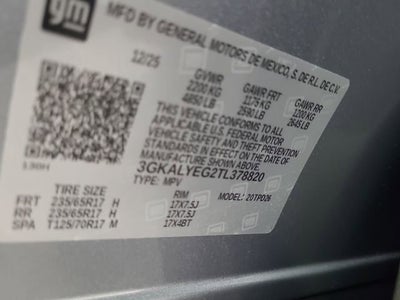 gm
MFD BY GENERAL MOTORS DE MEXICO, S. DE R.L. DE C.V.
12/25
GVWR GAWR FRT GAWR RR
2200 KG 1175 KG 1200 KG
4850 LB 2590 LB 2645 LB
THIS VEHICLE CONFORMS TO ALL
APPLICABLE U.S. FEDERAL MOTOR
VEHICLE SAFETY AND THEFT PREVENTION
STANDARDS IN EFFECT ON THE DATE OF
MANUFACTURE SHOWN ABOVE.
3GKALYEG2TL378820
TYPE: MPV MODEL: 20TPD26
TIRE SIZE RIM
FRT 235/65R17 H 17X7.5J
RR 235/65R17 H 17X7.5J
SPA T125/70R17 M 17X4BT